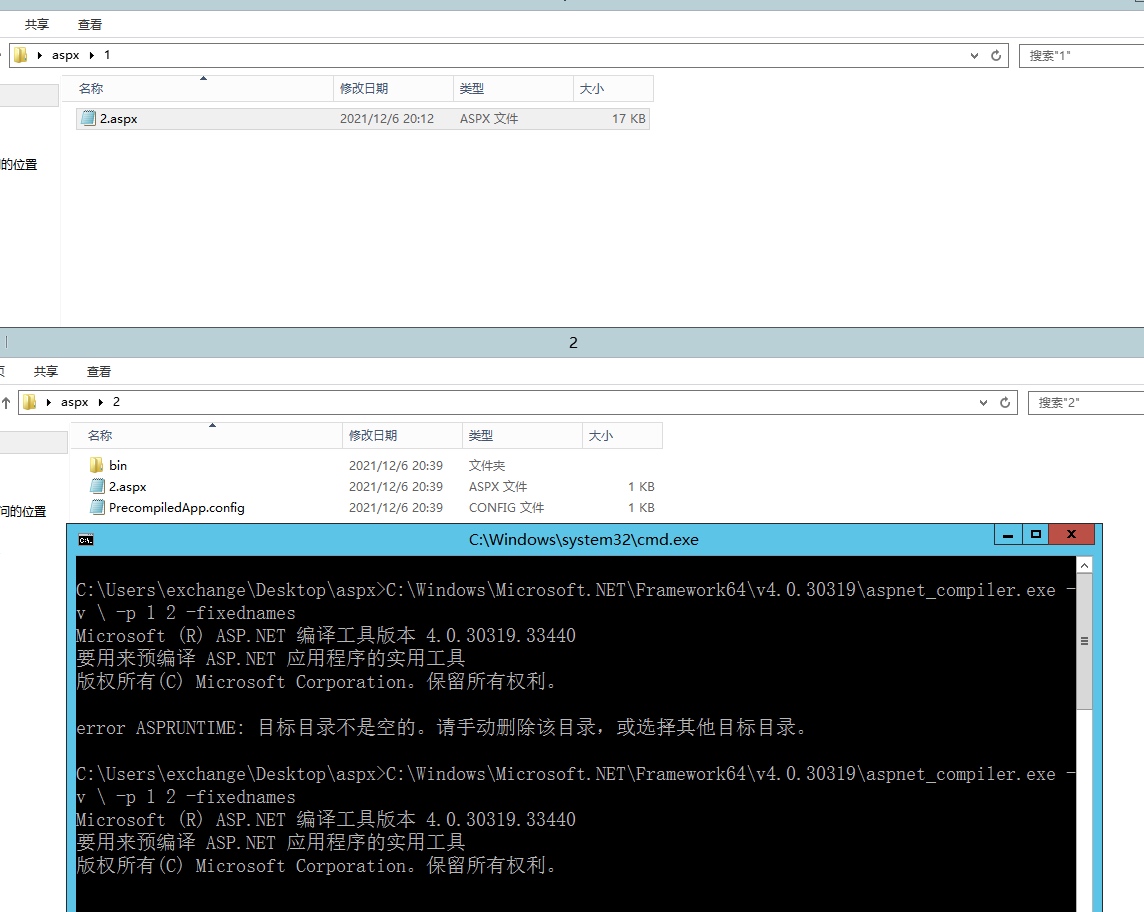 共享 查看
aspx 1 搜索"1"
名称 修改日期 类型 大小
2.aspx 2021/12/6 20:12 ASPX 文件 17 KB
的位置
2
共享 查看
aspx 2 搜索"2"
名称 修改日期 类型 大小
bin 2021/12/6 20:39 文件夹
2.aspx 2021/12/6 20:39 ASPX 文件 1 KB
PrecompiledApp.config 2021/12/6 20:39 CONFIG 文件 1 KB
问的位置
C:\Windows\system32\cmd.exe
C:\Users\exchange\Desktop\aspx>C:\Windows\Microsoft.NET\Framework64\v4.0.30319\aspnet_compiler.exe -
v \ -p 1 2 -fixednames
Microsoft (R) ASP.NET 编译工具版本 4.0.30319.33440
要用来预编译 ASP.NET 应用程序的实用工具
版权所有(C) Microsoft Corporation。保留所有权利。
error ASPRUNTIME: 目标目录不是空的。请手动删除该目录，或选择其他目标目录。
C:\Users\exchange\Desktop\aspx>C:\Windows\Microsoft.NET\Framework64\v4.0.30319\aspnet_compiler.exe -
v \ -p 1 2 -fixednames
Microsoft (R) ASP.NET 编译工具版本 4.0.30319.33440
要用来预编译 ASP.NET 应用程序的实用工具
版权所有(C) Microsoft Corporation。保留所有权利。